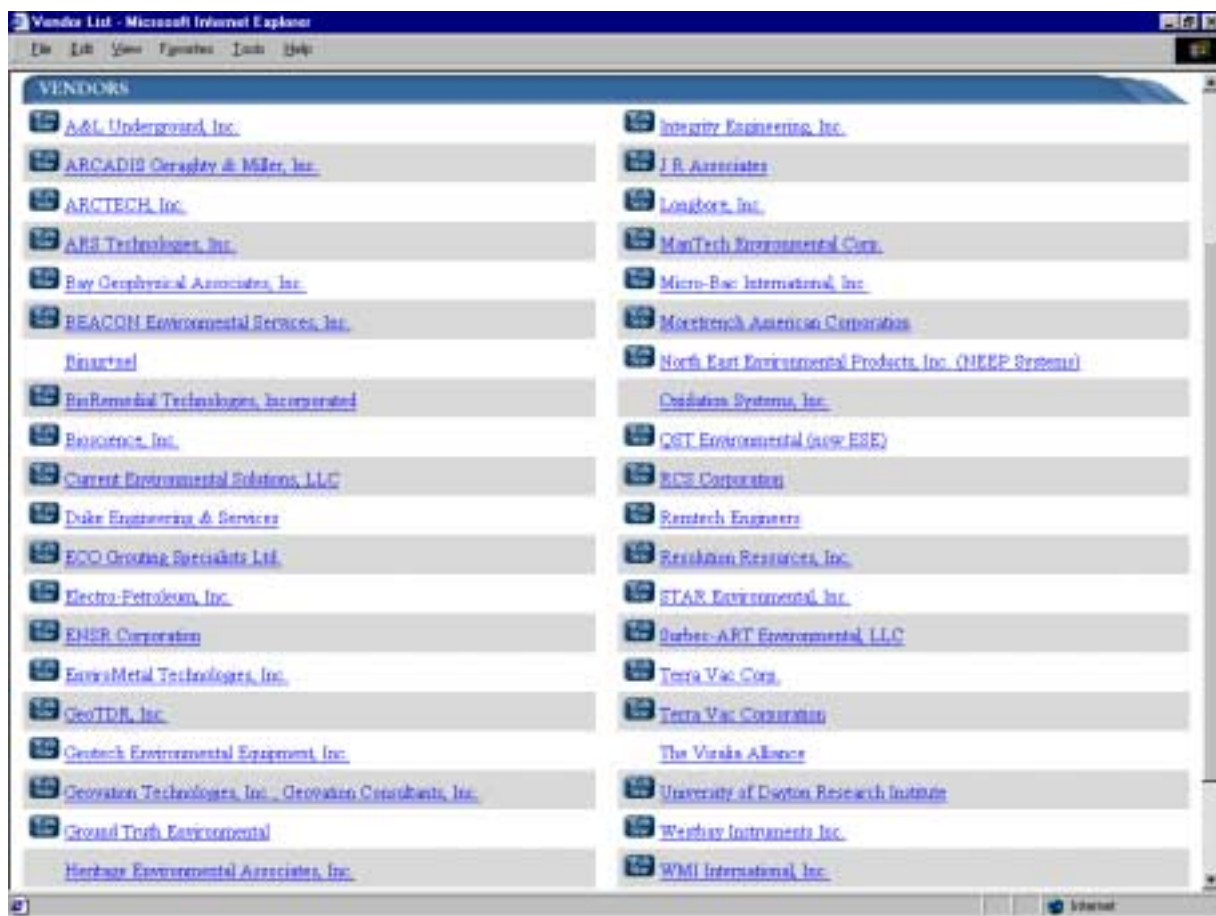 Vendor List - Microsoft Internet Explorer
File Edit View Favorites Tools Help
VENDORS
A&L Underground, Inc.
ARCADIS Geraghty & Miller, Inc.
ARCTECH, Inc.
ARS Technologies, Inc.
Bay Geophysical Associates, Inc.
BEACON Environmental Services, Inc.
BioRemedial Technologies, Incorporated
Bioscience, Inc.
Current Environmental Solutions, LLC
Duke Engineering & Services
ECO Grouting Specialists Ltd.
Electro-Petroleum, Inc.
ENSR Corporation
EnviroMetal Technologies, Inc.
GeoTDR, Inc.
Geotech Environmental Equipment, Inc.
Geovation Technologies, Inc., Geovation Consultants, Inc.
Ground Truth Environmental
Heritage Environmental Associates, Inc.
Integrity Engineering, Inc.
J R Associates
Longbore, Inc.
ManTech Environmental Corp.
Micro-Bac International, Inc.
Moretrench American Corporation
North East Environmental Products, Inc. (NEEP Systems)
Oxidation Systems, Inc.
QST Environmental (now ESE)
RCS Corporation
Remtech Engineers
Resolution Resources, Inc.
STAR Environmental, Inc.
Surbec-ART Environmental, LLC
Terra Vac Corp.
Terra Vac Corporation
The Vizaka Alliance
University of Dayton Research Institute
Westbay Instruments Inc.
WMI International, Inc.
Internet